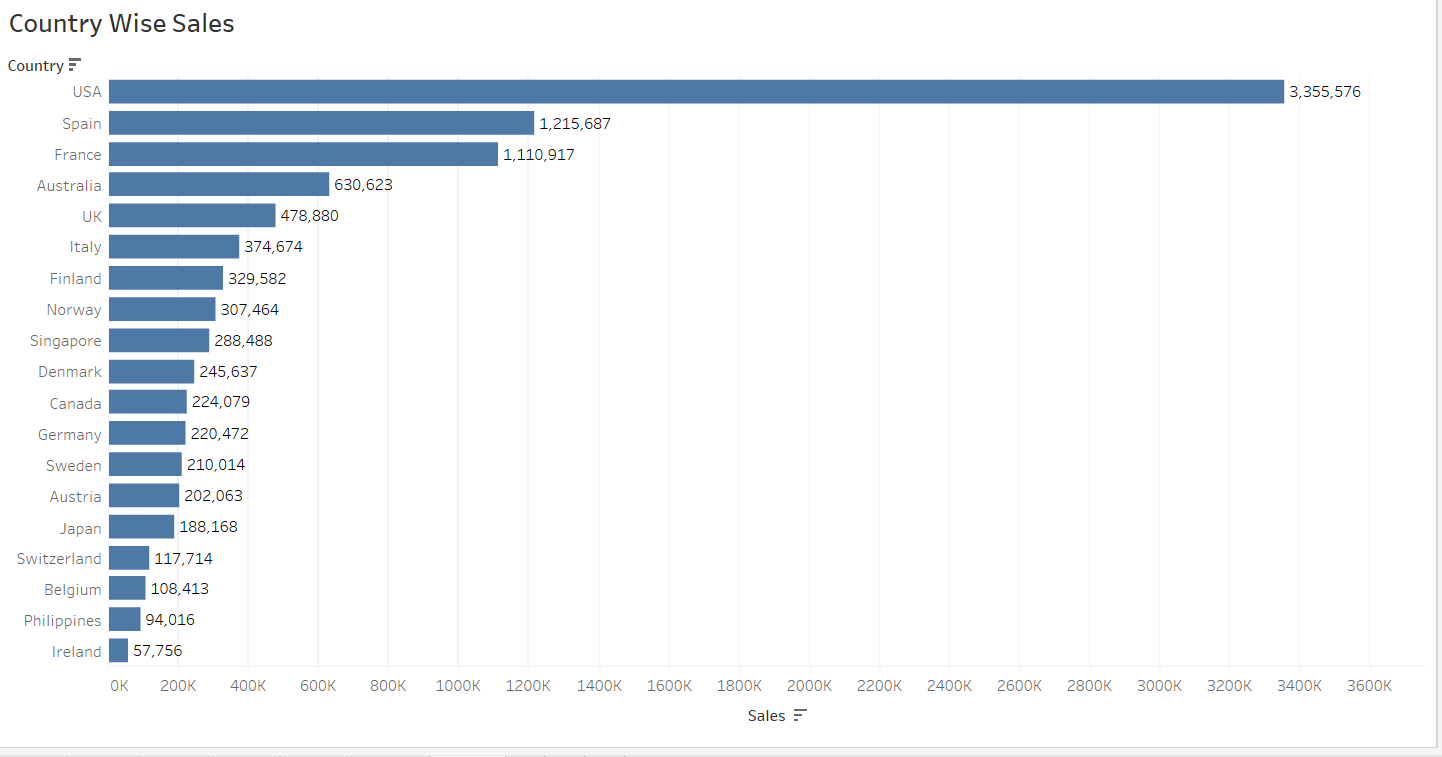 Country Wise Sales
Country
USA 3,355,576
Spain 1,215,687
France 1,110,917
Australia 630,623
UK 478,880
Italy 374,674
Finland 329,582
Norway 307,464
Singapore 288,488
Denmark 245,637
Canada 224,079
Germany 220,472
Sweden 210,014
Austria 202,063
Japan 188,168
Switzerland 117,714
Belgium 108,413
Philippines 94,016
Ireland 57,756
0K 200K 400K 600K 800K 1000K 1200K 1400K 1600K 1800K 2000K 2200K 2400K 2600K 2800K 3000K 3200K 3400K 3600K
Sales